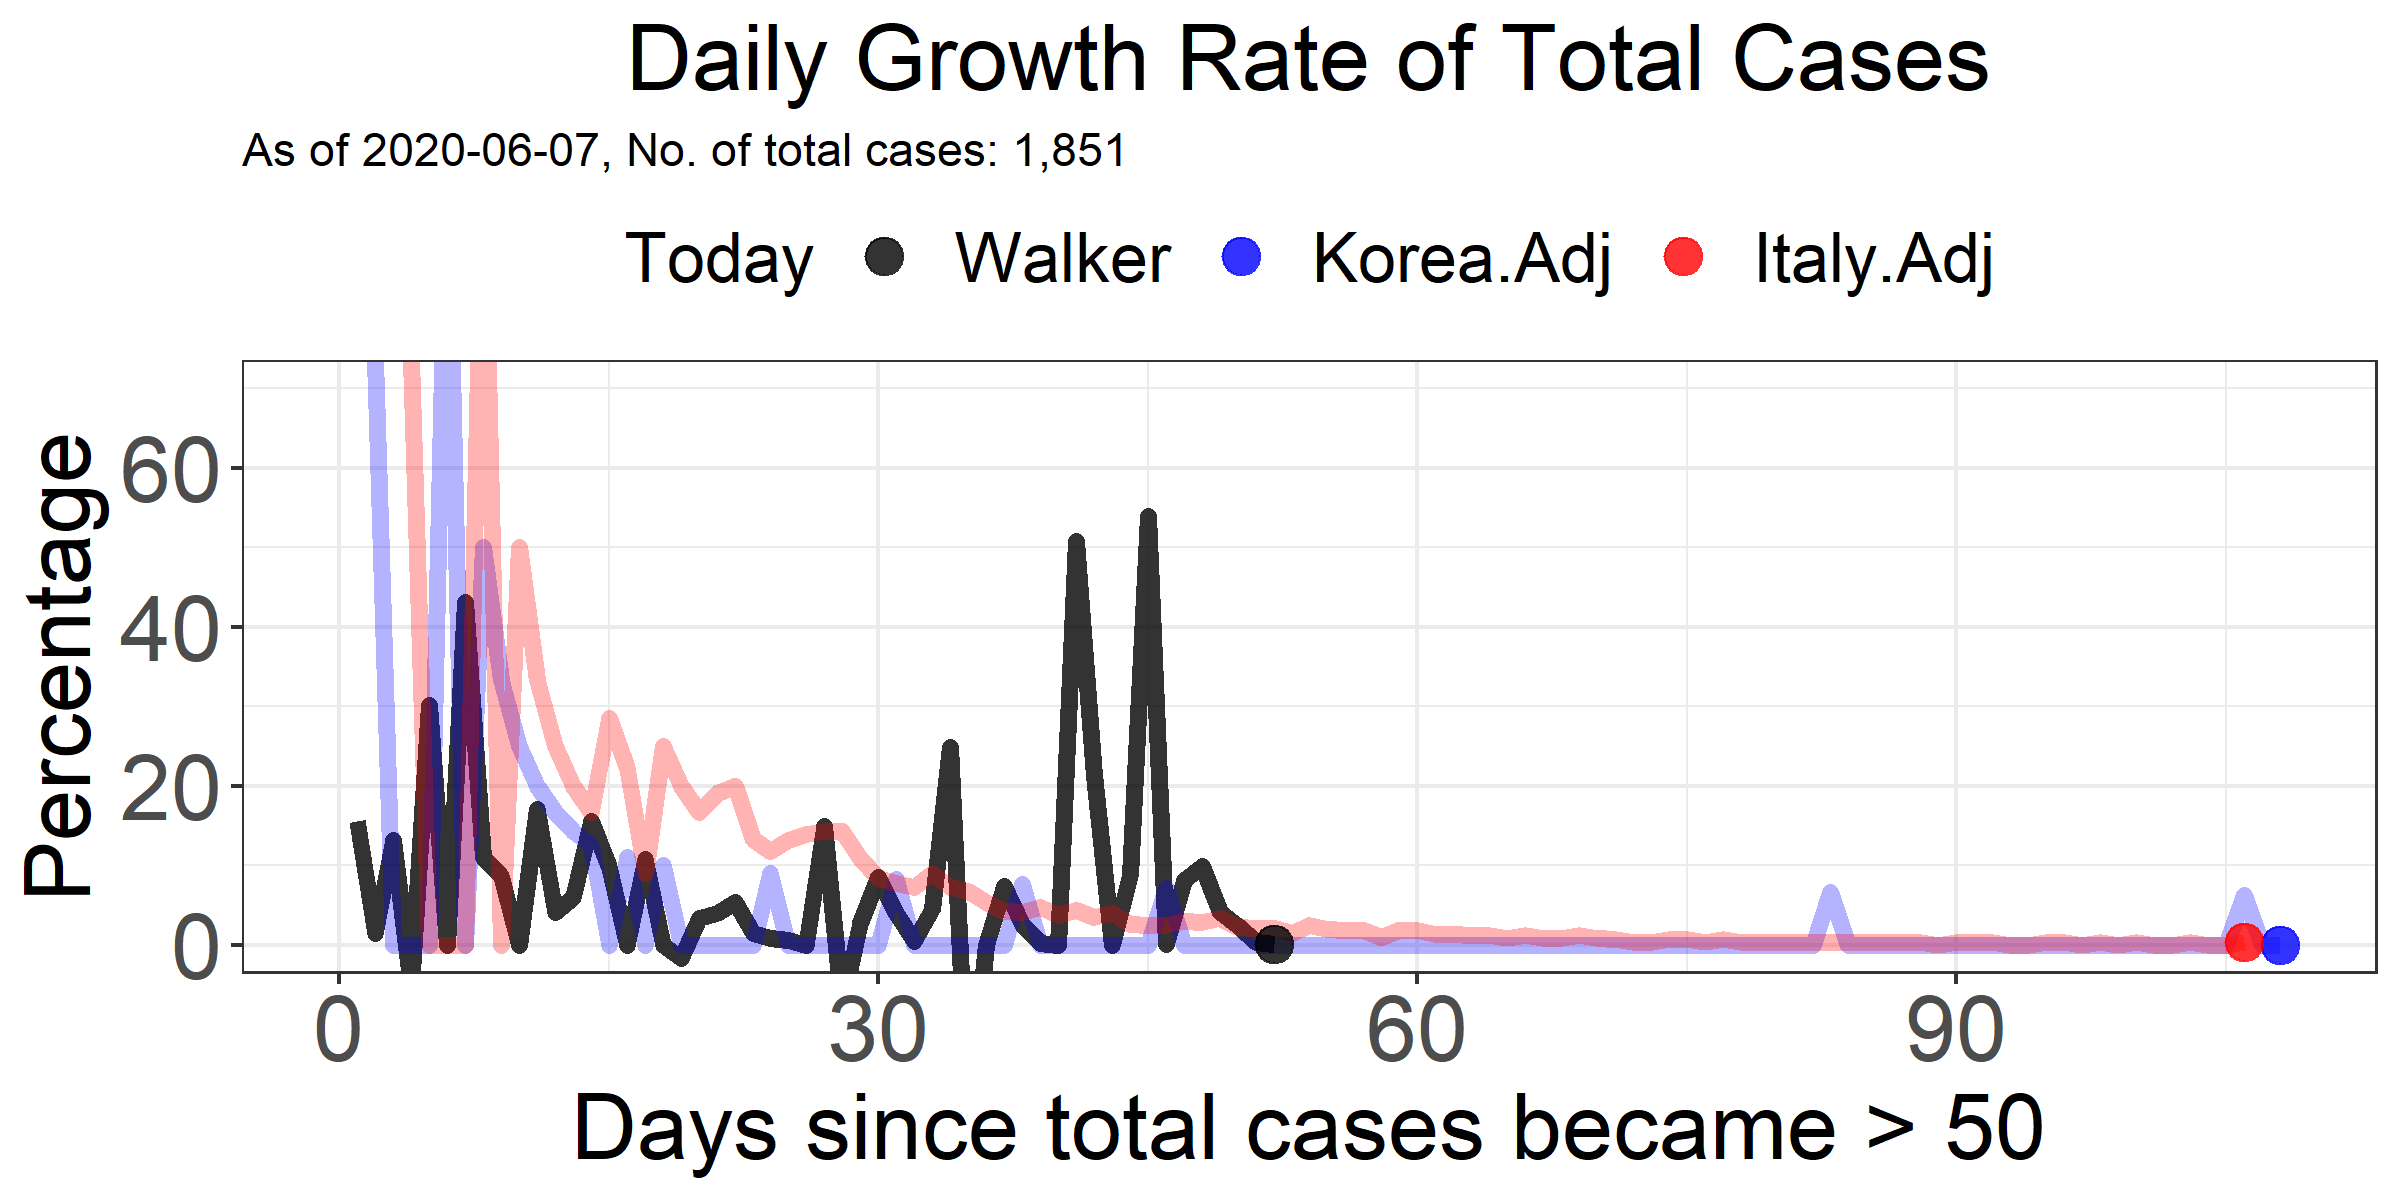 Daily Growth Rate of Total Cases
As of 2020-06-07, No. of total cases: 1,851
Today Walker Korea.Adj Italy.Adj
Percentage
60
40
20
0
0 30 60 90
Days since total cases became > 50